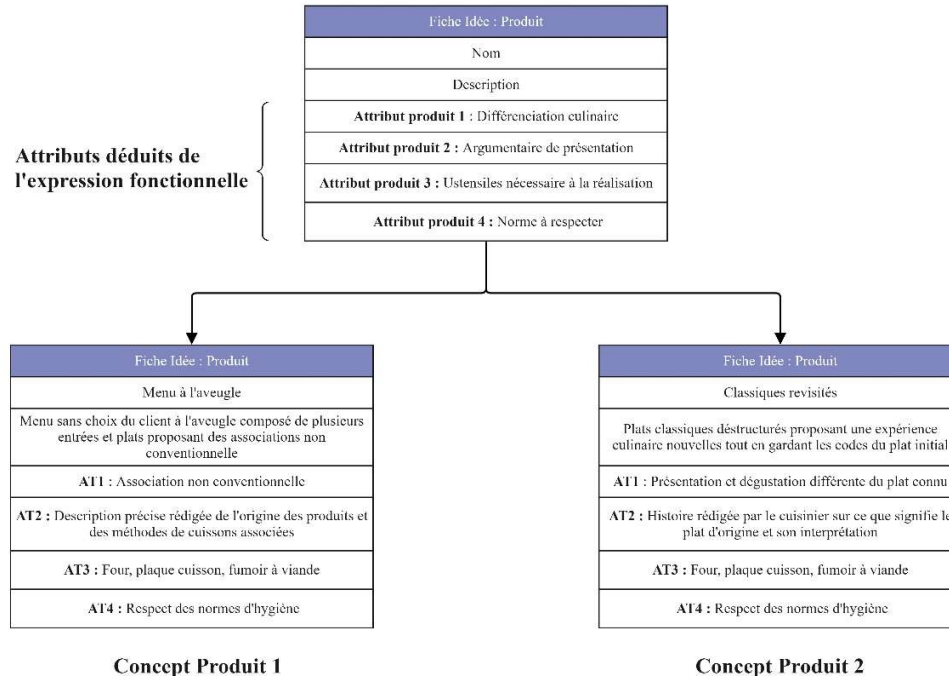 Fiche Idée : Produit
Nom
Description
Attribut produit 1 : Différenciation culinaire
Attribut produit 2 : Argumentaire de présentation
Attribut produit 3 : Ustensiles nécessaire à la réalisation
Attribut produit 4 : Norme à respecter
Attributs déduits de
l'expression fonctionnelle
Fiche Idée : Produit
Menu à l'aveugle
Menu sans choix du client à l'aveugle composé de plusieurs
entrées et plats proposant des associations non
conventionnelle
AT1 : Association non conventionnelle
AT2 : Description précise rédigée de l'origine des produits et
des méthodes de cuissons associées
AT3 : Four, plaque cuisson, fumoir à viande
AT4 : Respect des normes d'hygiène
Concept Produit 1
Fiche Idée : Produit
Classiques revisités
Plats classiques déstructurés proposant une expérience
culinaire nouvelles tout en gardant les codes du plat initial
AT1 : Présentation et dégustation différente du plat connu
AT2 : Histoire rédigée par le cuisinier sur ce que signifie le
plat d'origine et son interprétation
AT3 : Four, plaque cuisson, fumoir à viande
AT4 : Respect des normes d'hygiène
Concept Produit 2